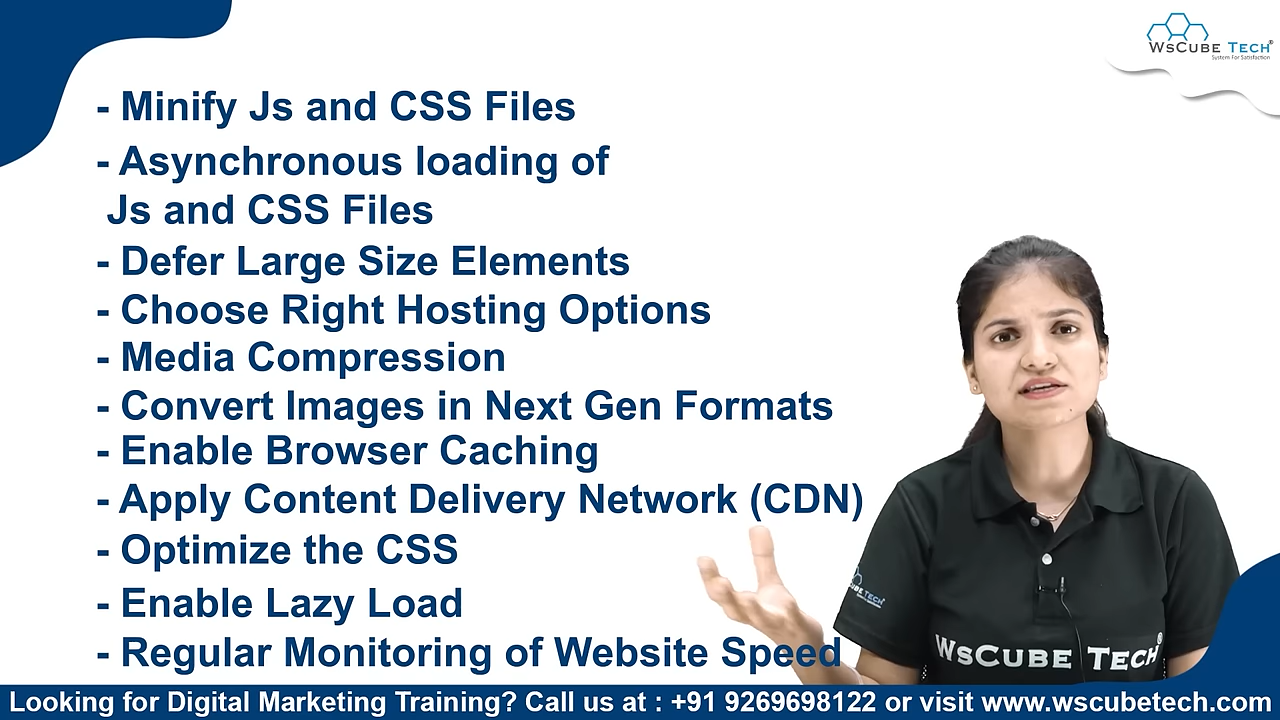 WsCube Tech®
System For Satisfaction
- Minify Js and CSS Files
- Asynchronous loading of
Js and CSS Files
- Defer Large Size Elements
- Choose Right Hosting Options
- Media Compression
- Convert Images in Next Gen Formats
- Enable Browser Caching
- Apply Content Delivery Network (CDN)
- Optimize the CSS
- Enable Lazy Load
- Regular Monitoring of Website Speed
WsCube Tech®
Looking for Digital Marketing Training? Call us at : +91 9269698122 or visit www.wscubetech.com